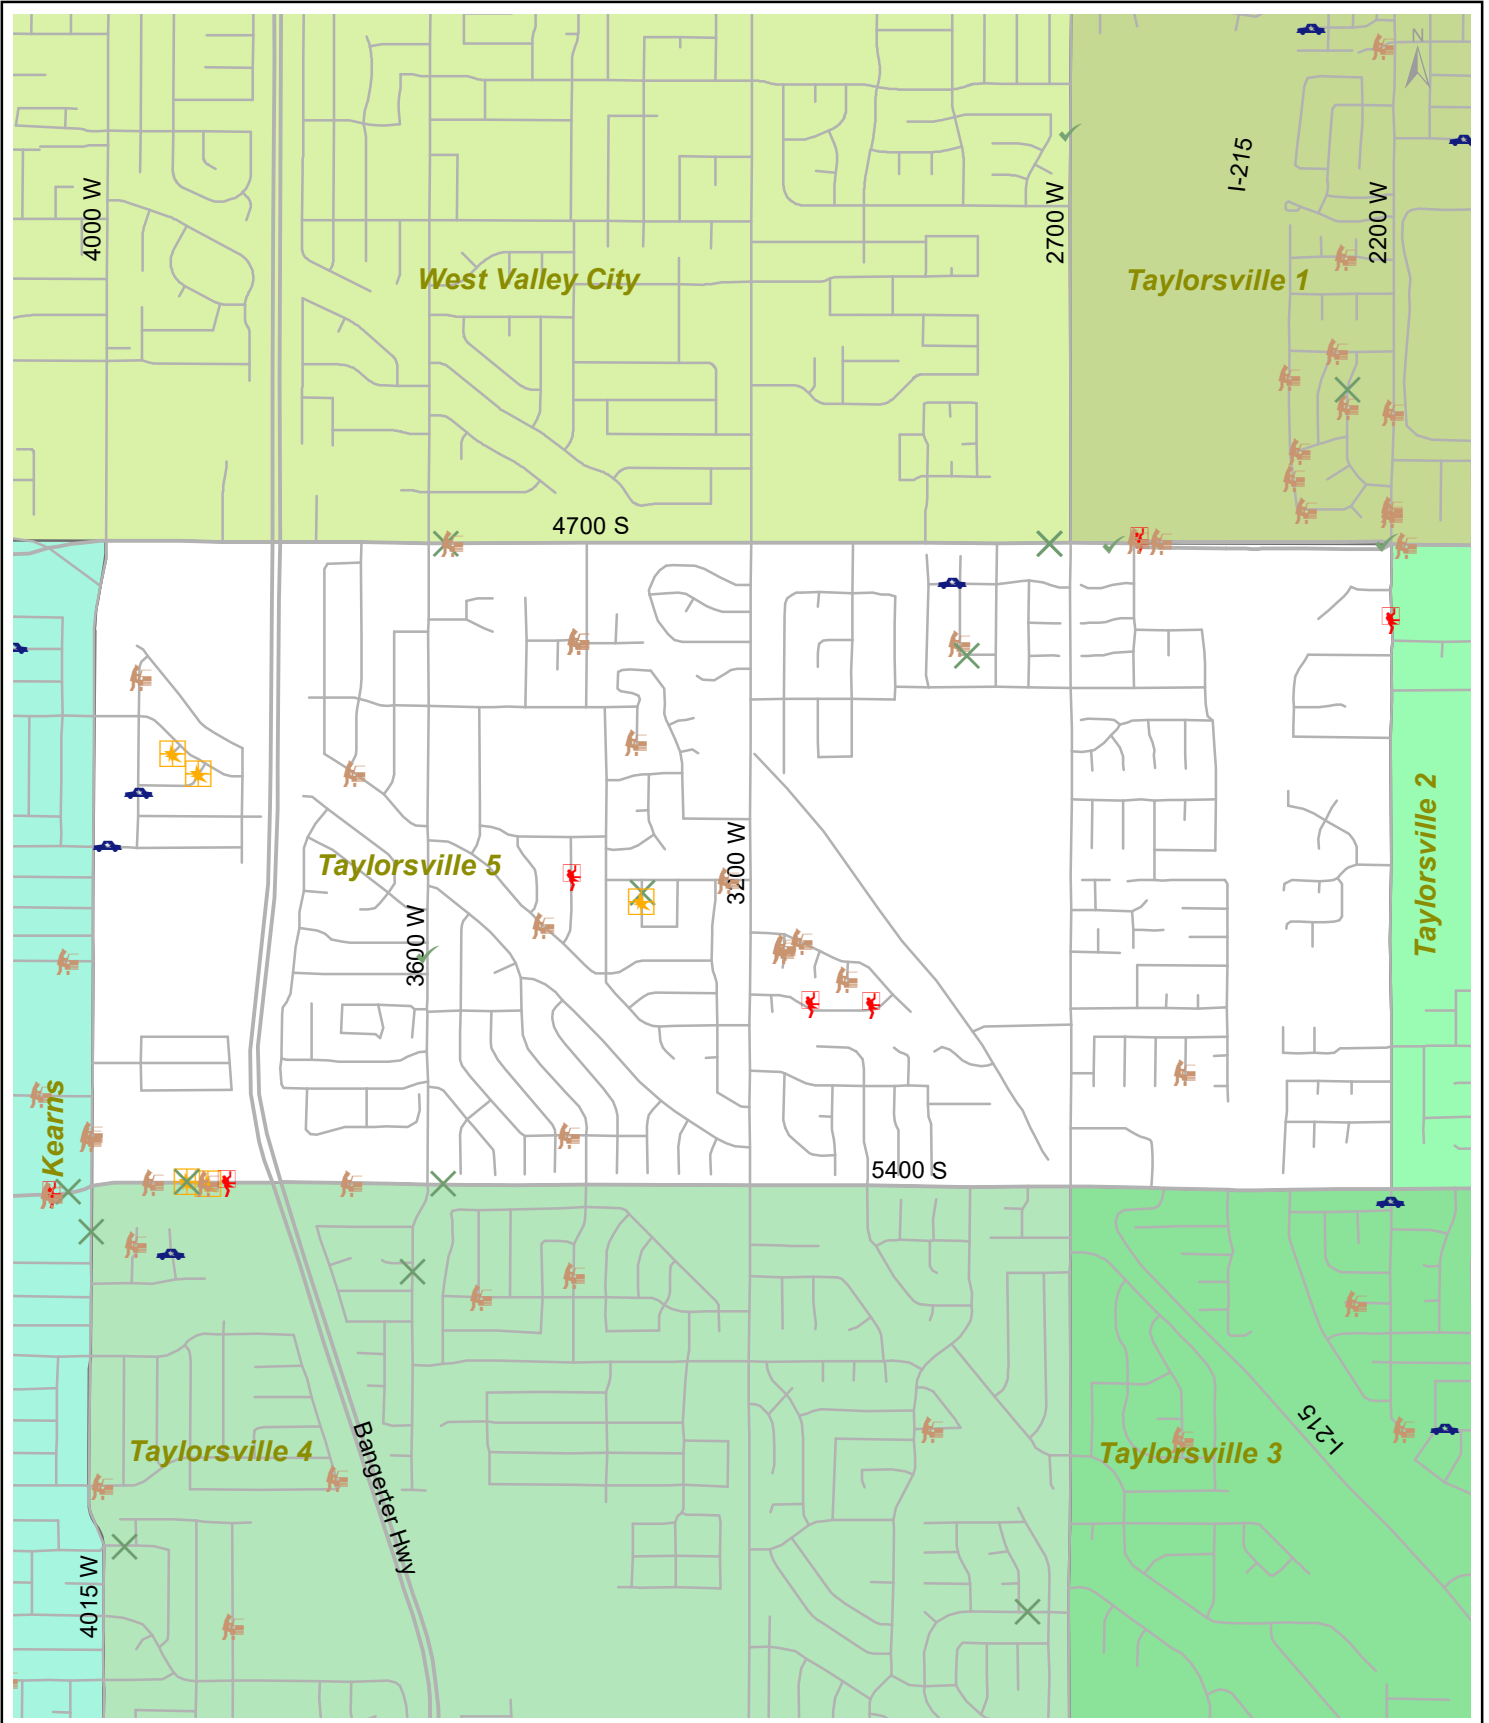 N
I-215
4000 W
2700 W
2200 W
West Valley City
Taylorsville 1
4700 S
Taylorsville 2
3200 W
Taylorsville 5
3600 W
Kearns
5400 S
I-215
Bangerter Hwy
Taylorsville 4
Taylorsville 3
4015 W